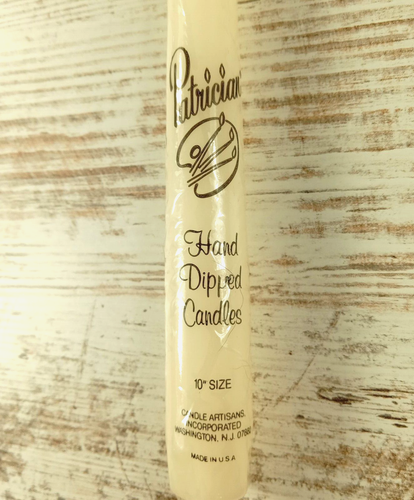 Patrician
Hand
Dipped
Candles
10" SIZE
CANDLE ARTISANS,
INCORPORATED
WASHINGTON, N.J.
MADE IN U.S.A.